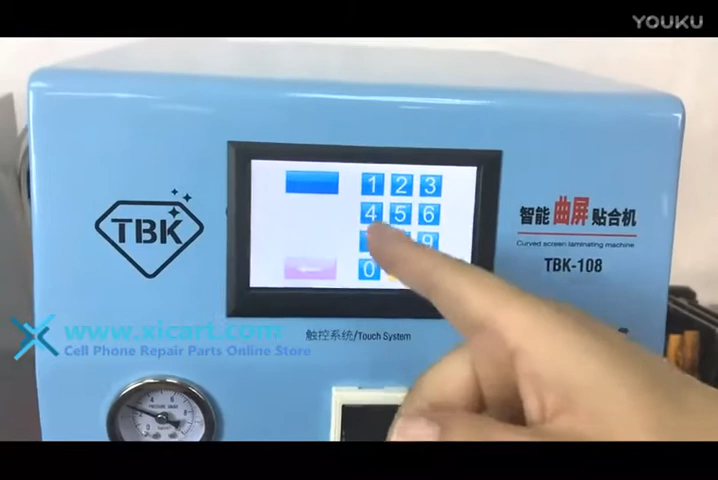 YOUKU
TBK
1 2 3
4 5 6
9
0
智能 曲屏 贴合机
Curved screen laminating machine
TBK-108
触控系统/Touch System
www.xicart.com
Cell Phone Repair Parts Online Store
PRESSURE GAUGE